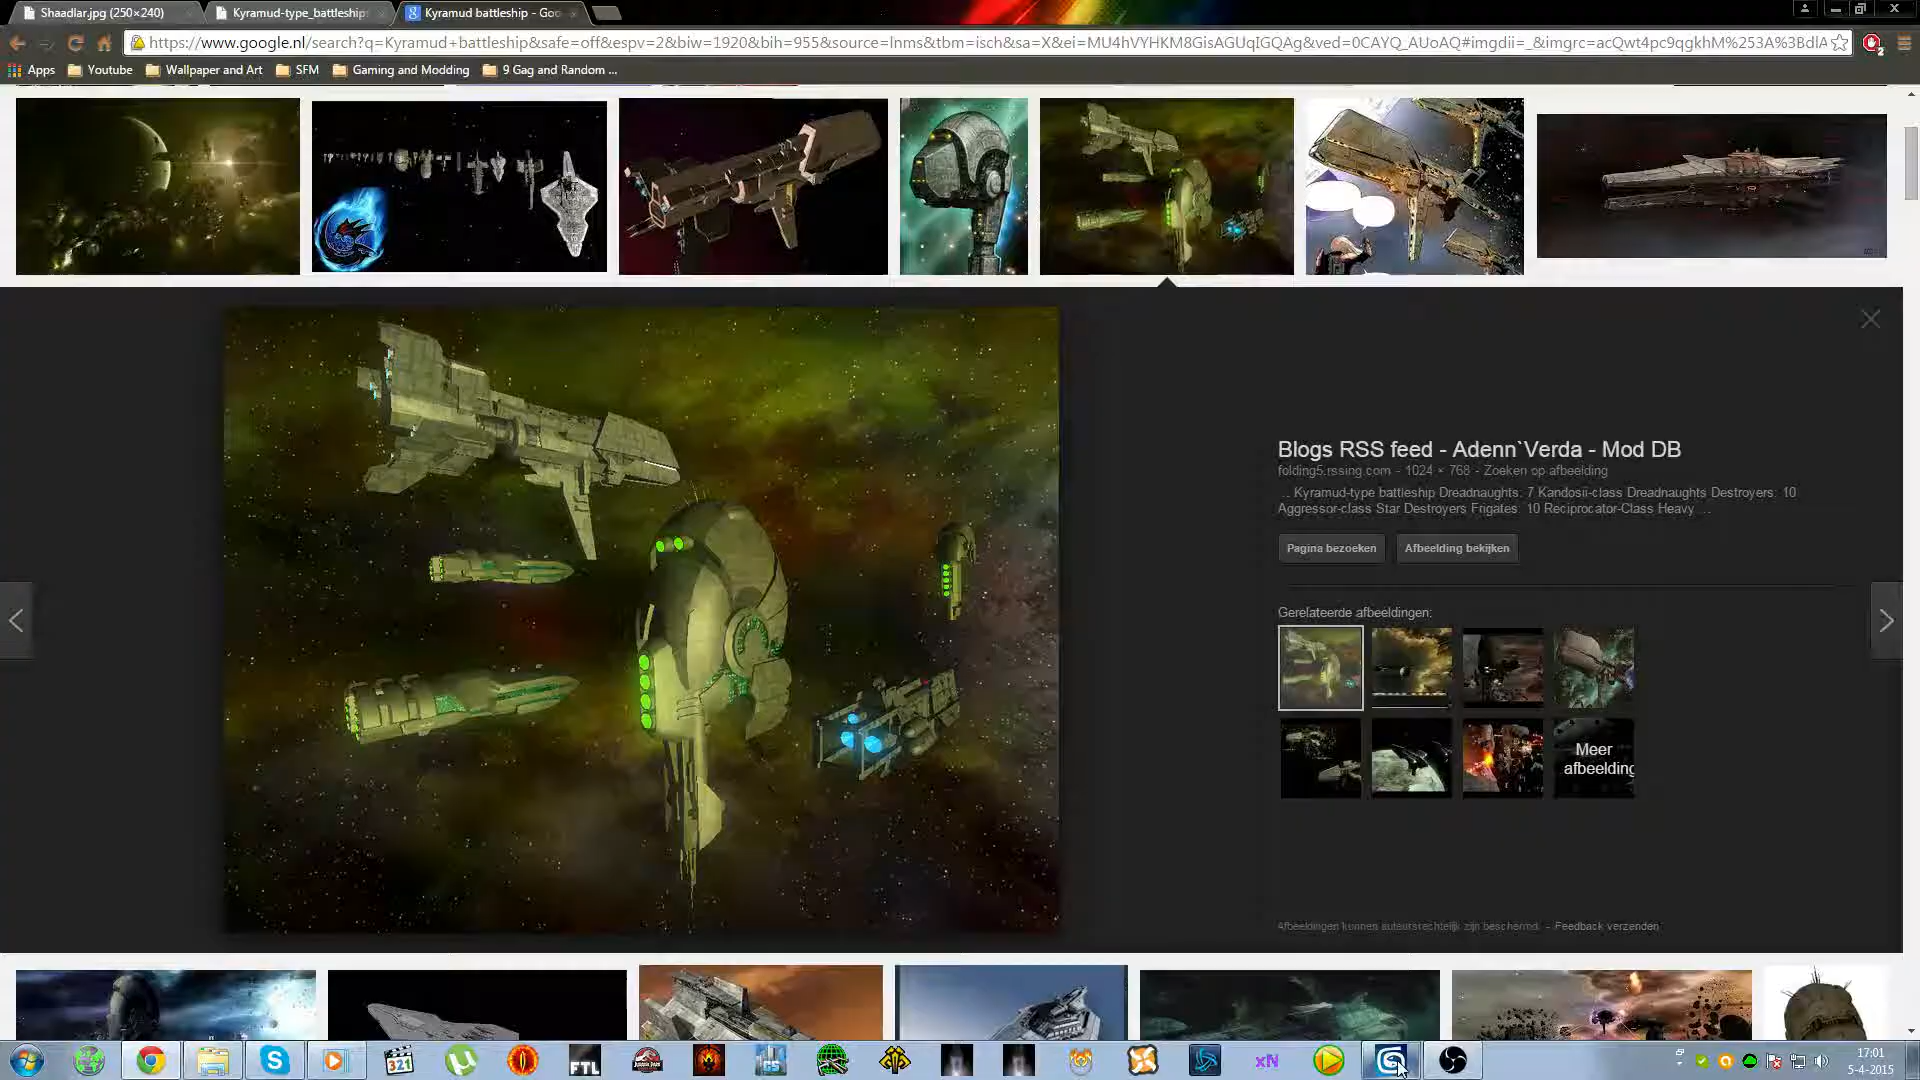 Shaadlar.jpg (250×240)
Kyramud-type_battleships
Kyramud battleship - Goo
https://www.google.nl/search?q=Kyramud+battleship&safe=off&espv=2&biw=1920&bih=955&source=lnms&tbm=isch&sa=X&ei=MU4hVYHKM8GisAGUqIGQAg&ved=0CAYQ_AUoAQ#imgdii=_&imgrc=acQwt4pc9qgkhM%253A%3BdlA
Apps Youtube Wallpaper and Art SFM Gaming and Modding 9 Gag and Random ...
Blogs RSS feed - Adenn`Verda - Mod DB
folding5.rssing.com - 1024 × 768 - Zoeken op afbeelding
... Kyramud-type battleship Dreadnaughts: 7 Kandosii-class Dreadnaughts Destroyers: 10
Aggressor-class Star Destroyers Frigates: 10 Reciprocator-Class Heavy ...
Pagina bezoeken Afbeelding bekijken
Gerelateerde afbeeldingen:
Meer
afbeelding
Afbeeldingen kunnen auteursrechtelijk zijn beschermd. - Feedback verzenden
321
FTL
xN
17:01
5-4-2015